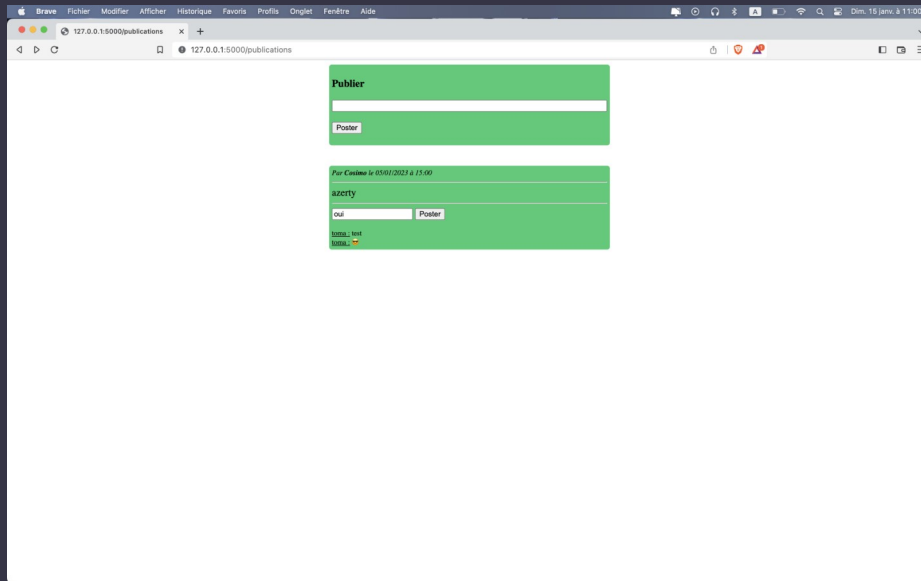 Brave Fichier Modifier Afficher Historique Favoris Profils Onglet Fenêtre Aide Dim. 15 janv. à 11:00
127.0.0.1:5000/publications
127.0.0.1:5000/publications
Publier
Poster
Par Cosimo le 05/01/2023 à 15:00
azerty
oui Poster
toma : test
toma : 😎